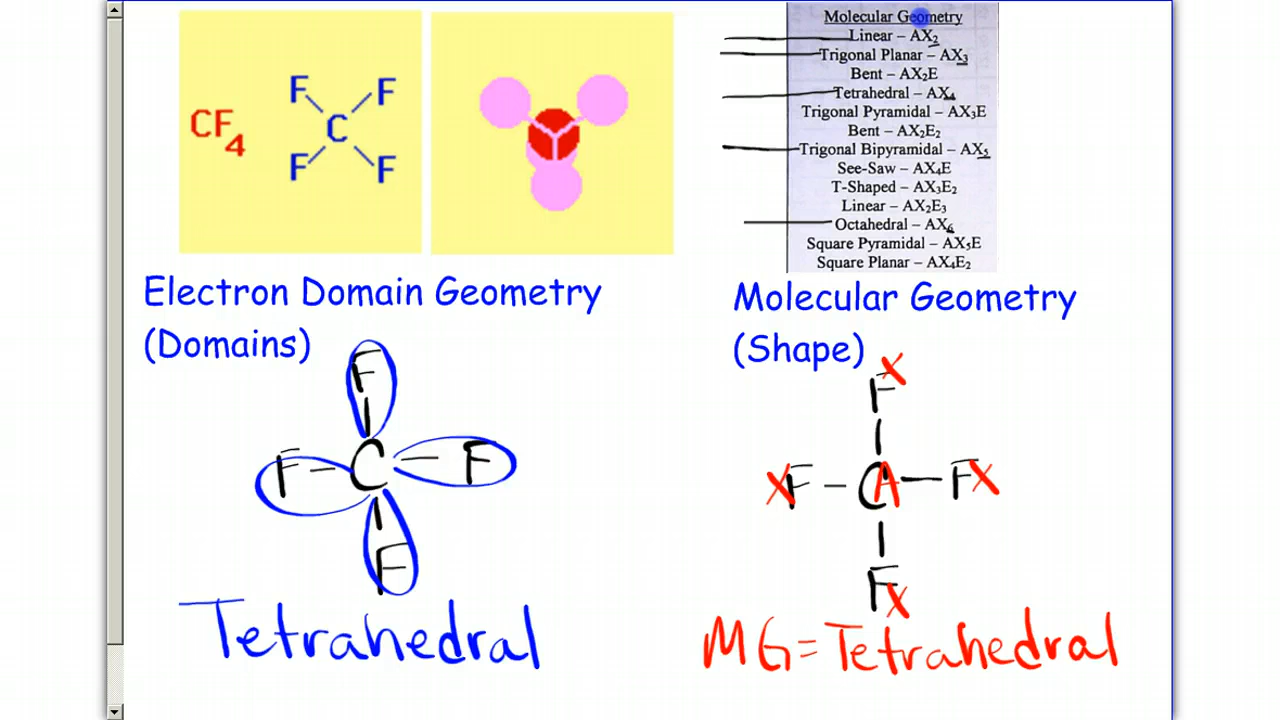 CF4
F F
C
F F
Molecular Geometry
Linear – AX2
Trigonal Planar – AX3
Bent – AX2E
Tetrahedral – AX4
Trigonal Pyramidal – AX3E
Bent – AX2E2
Trigonal Bipyramidal – AX5
See-Saw – AX4E
T-Shaped – AX3E2
Linear – AX2E3
Octahedral – AX6
Square Pyramidal – AX5E
Square Planar – AX4E2
Electron Domain Geometry
(Domains)
F
F – C – F
F
Tetrahedral
Molecular Geometry
(Shape)
F X
X F – C A – F X
F X
MG = Tetrahedral